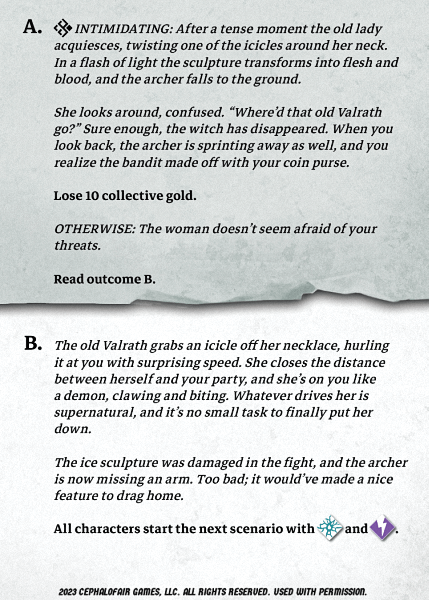 A. INTIMIDATING: After a tense moment the old lady
acquiesces, twisting one of the icicles around her neck.
In a flash of light the sculpture transforms into flesh and
blood, and the archer falls to the ground.
She looks around, confused. “Where’d that old Valrath
go?” Sure enough, the witch has disappeared. When you
look back, the archer is sprinting away as well, and you
realize the bandit made off with your coin purse.
Lose 10 collective gold.
OTHERWISE: The woman doesn’t seem afraid of your
threats.
Read outcome B.
B. The old Valrath grabs an icicle off her necklace, hurling
it at you with surprising speed. She closes the distance
between herself and your party, and she’s on you like
a demon, clawing and biting. Whatever drives her is
supernatural, and it’s no small task to finally put her
down.
The ice sculpture was damaged in the fight, and the archer
is now missing an arm. Too bad; it would’ve made a nice
feature to drag home.
All characters start the next scenario with and .
2023 CEPHALOFAIR GAMES, LLC. ALL RIGHTS RESERVED. USED WITH PERMISSION.